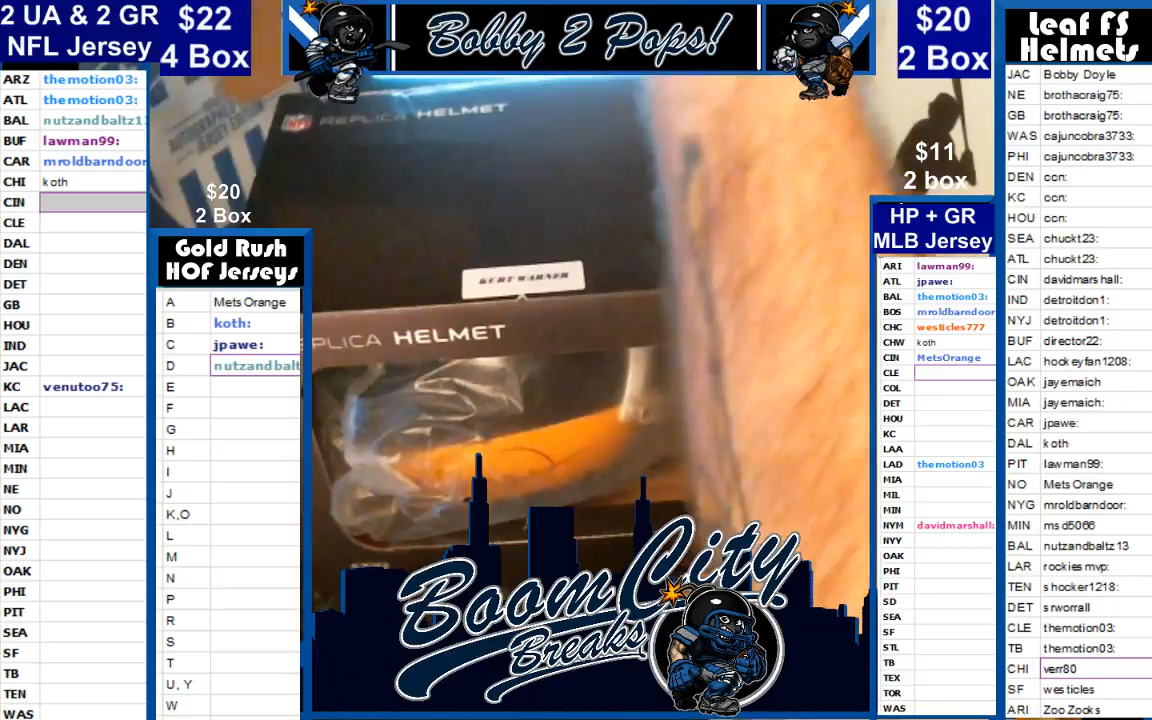 2 UA & 2 GR
NFL Jersey
$22
4 Box
ARZ themotion03:
ATL themotion03:
BAL nutzandbaltz1
BUF lawman99:
CAR mroldbarndoor
CHI koth
CIN
CLE
DAL
DEN
DET
GB
HOU
IND
JAC
KC venutoo75:
LAC
LAR
MIA
MIN
NE
NO
NYG
NYJ
OAK
PHI
PIT
SEA
SF
TB
TEN
WAS
$20
2 Box
Gold Rush
HOF Jerseys
A Mets Orange
B koth:
C jpawe:
D nutzandbalt
E
F
G
H
I
J
K,O
L
M
N
P
R
S
T
U, Y
W
Bobby 2 Pops!
NFL REPLICA HELMET
KURT WARNER
PLICA HELMET
Boom City
Breaks
$20
2 Box
$11
2 box
HP + GR
MLB Jersey
ARI lawman99:
ATL jpawe:
BAL themotion03:
BOS mroldbarndoor
CHC westicles777
CHW koth
CIN MetsOrange
CLE
COL
DET
HOU
KC
LAA
LAD themotion03
MIA
MIL
MIN
NYM davidmarshall:
NYY
OAK
PHI
PIT
SD
SEA
SF
STL
TB
TEX
TOR
WAS
Leaf FS
Helmets
JAC Bobby Doyle
NE brothacraig75:
GB brothacraig75:
WAS cajuncobra3733:
PHI cajuncobra3733:
DEN ccn:
KC ccn:
HOU ccn:
SEA chuckt23:
ATL chuckt23:
CIN davidmarshall:
IND detroitdon1:
NYJ detroitdon1:
BUF director22:
LAC hockeyfan1208:
OAK jayemaich
MIA jayemaich:
CAR jpawe:
DAL koth
PIT lawman99:
NO Mets Orange
NYG mroldbarndoor:
MIN msd5066
BAL nutzandbaltz13
LAR rockies mvp:
TEN shocker1218:
DET srworrall
CLE themotion03:
TB themotion03:
CHI verr80
SF westicles
ARI Zoo Zooks